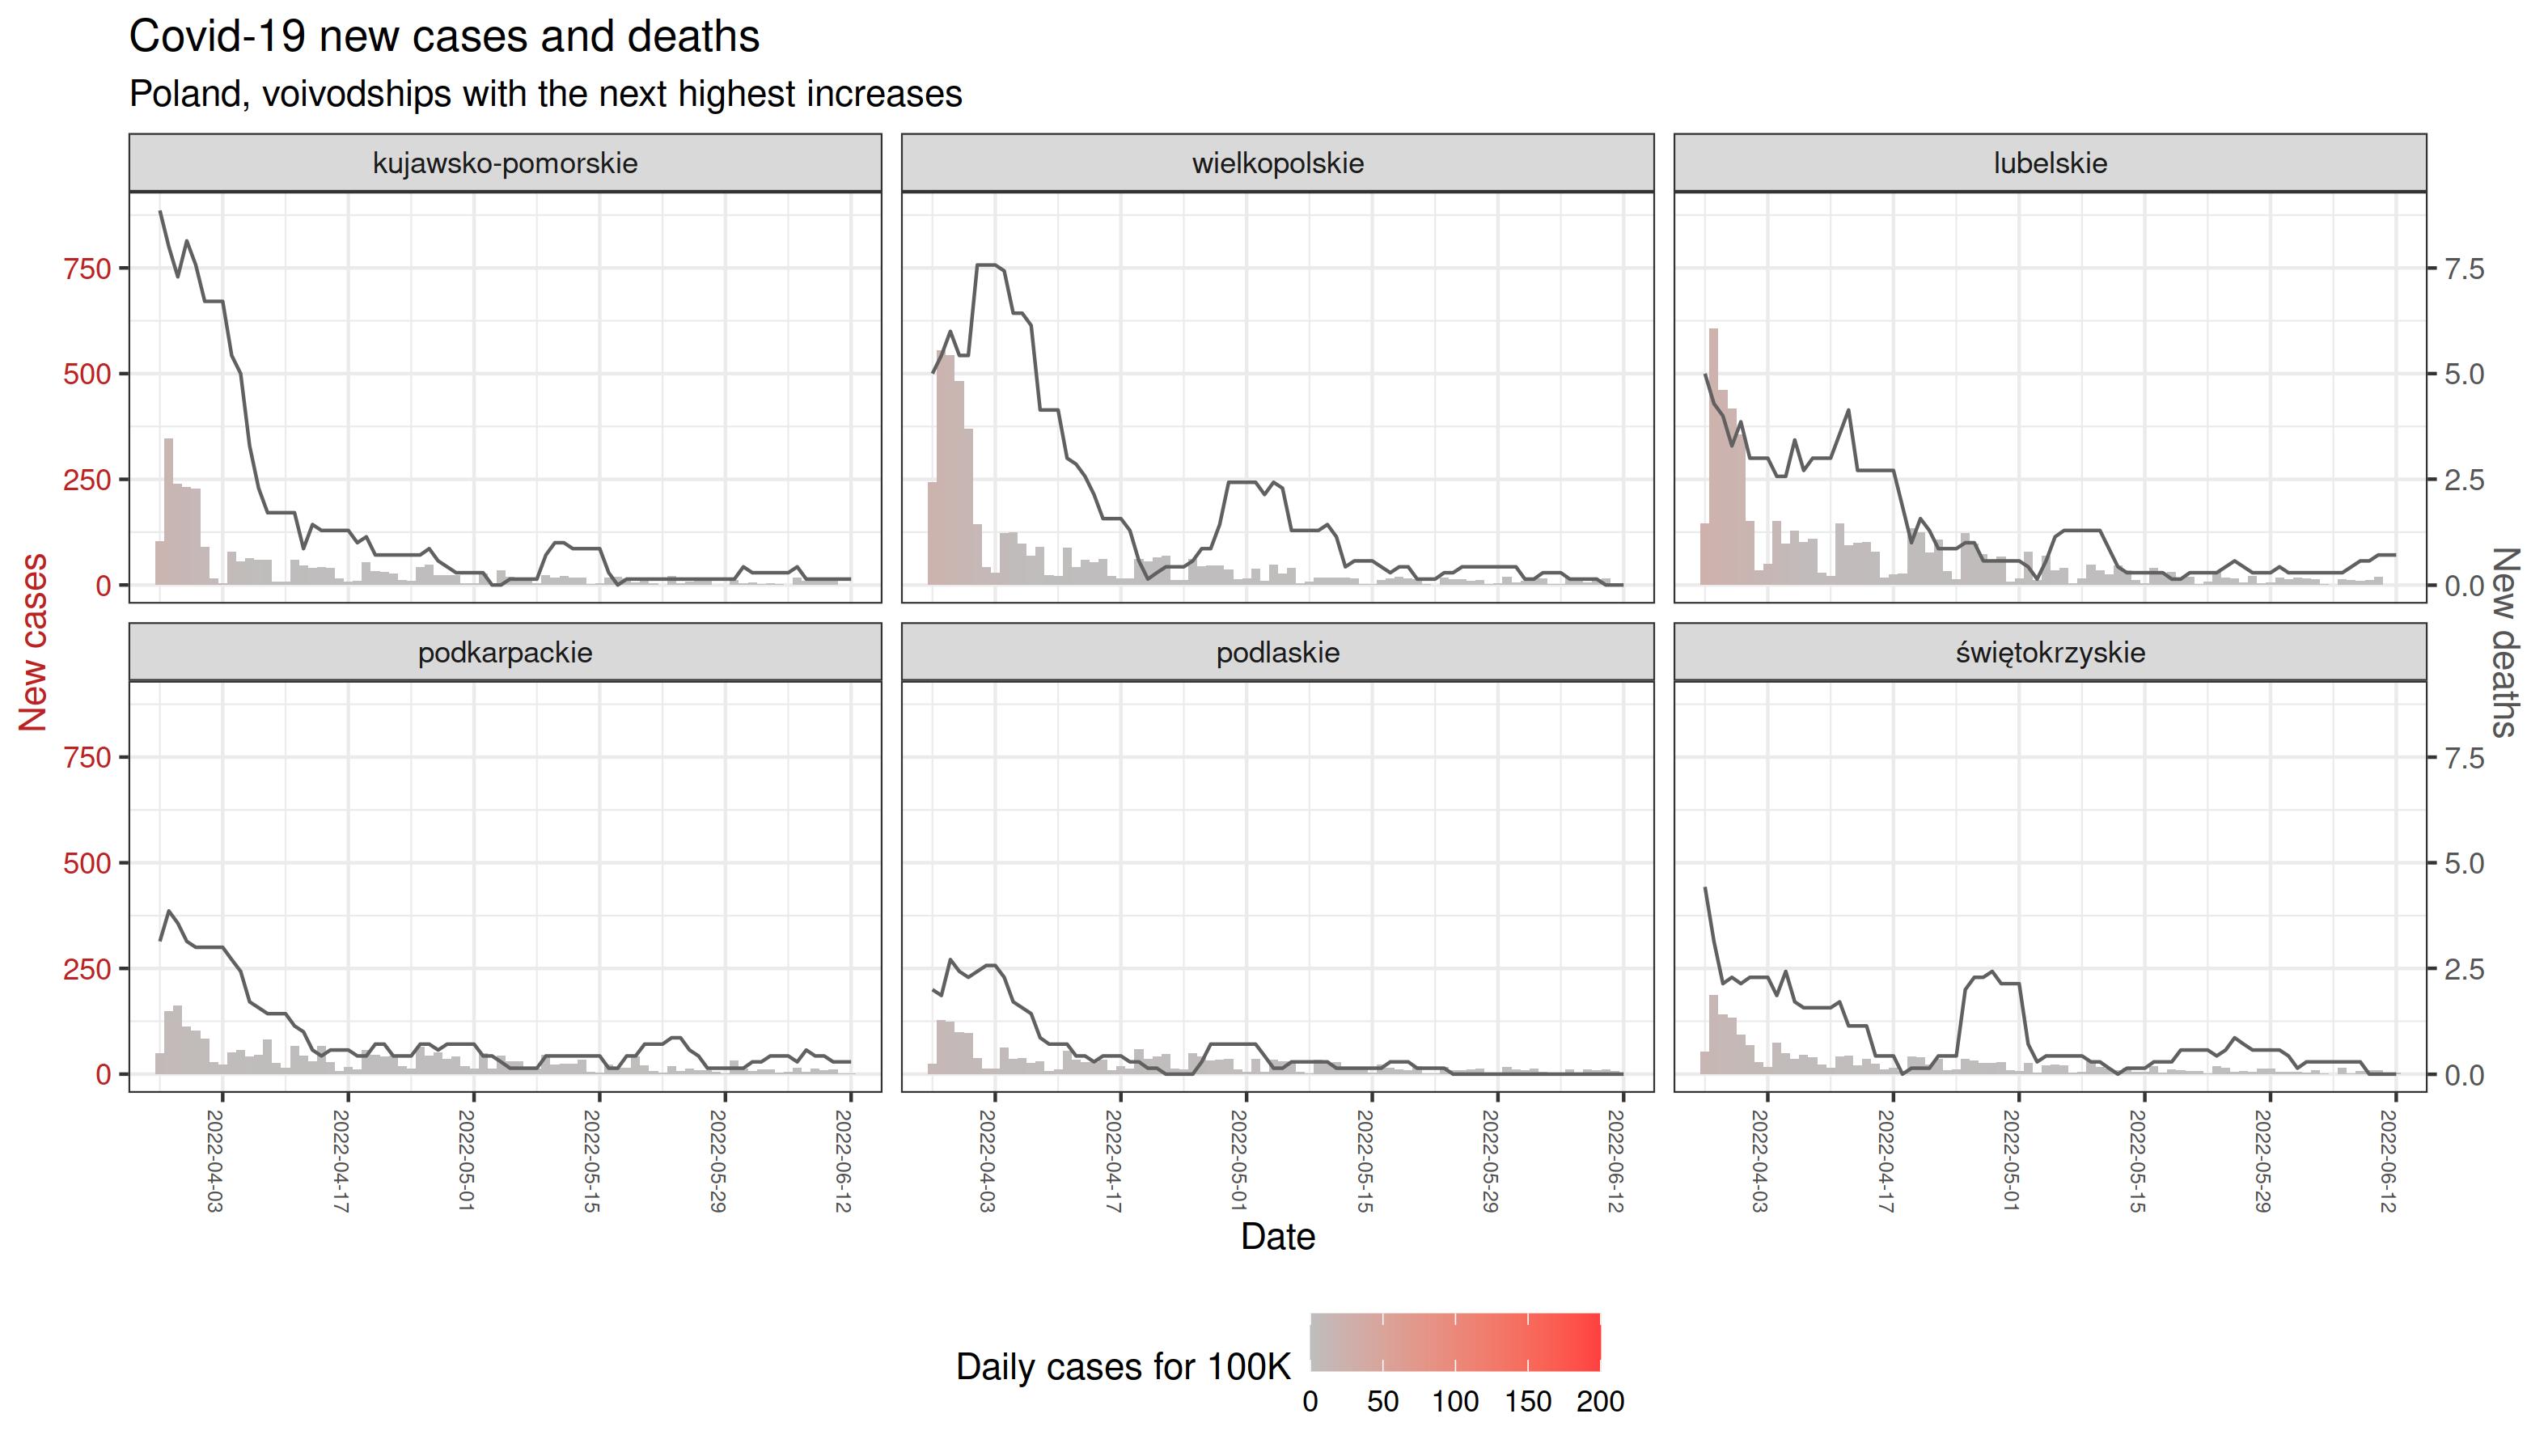 Covid-19 new cases and deaths
Poland, voivodships with the next highest increases
kujawsko-pomorskie
wielkopolskie
lubelskie
750
500
250
0
7.5
5.0
2.5
0.0
New cases
New deaths
podkarpackie
podlaskie
świętokrzyskie
750
500
250
0
7.5
5.0
2.5
0.0
2022-04-03
2022-04-17
2022-05-01
2022-05-15
2022-05-29
2022-06-12
2022-04-03
2022-04-17
2022-05-01
2022-05-15
2022-05-29
2022-06-12
2022-04-03
2022-04-17
2022-05-01
2022-05-15
2022-05-29
2022-06-12
Date
Daily cases for 100K
0 50 100 150 200